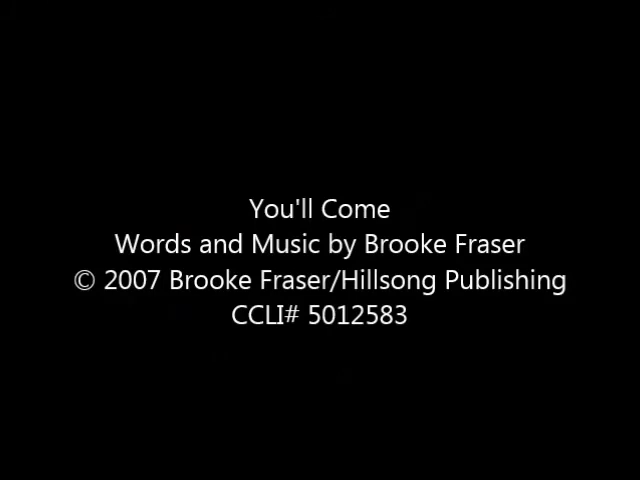 You'll Come
Words and Music by Brooke Fraser
© 2007 Brooke Fraser/Hillsong Publishing
CCLI# 5012583